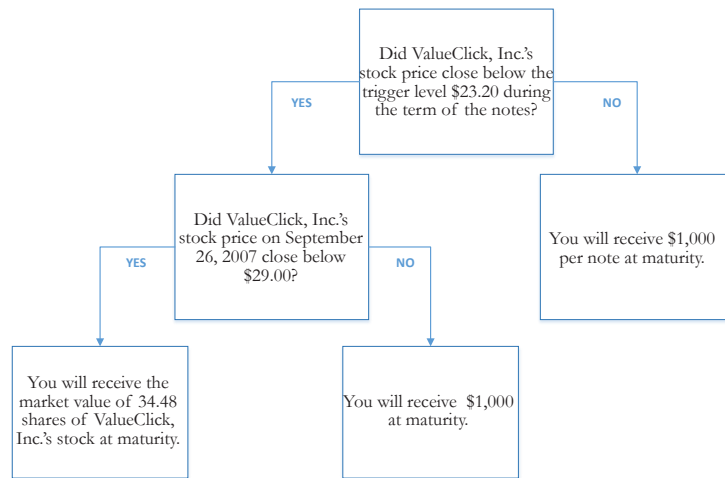 Did ValueClick, Inc.'s
stock price close below the
trigger level $23.20 during
the term of the notes?
YES
NO
Did ValueClick, Inc.'s
stock price on September
26, 2007 close below
$29.00?
You will receive $1,000
per note at maturity.
YES
NO
You will receive the
market value of 34.48
shares of ValueClick,
Inc.'s stock at maturity.
You will receive $1,000
at maturity.